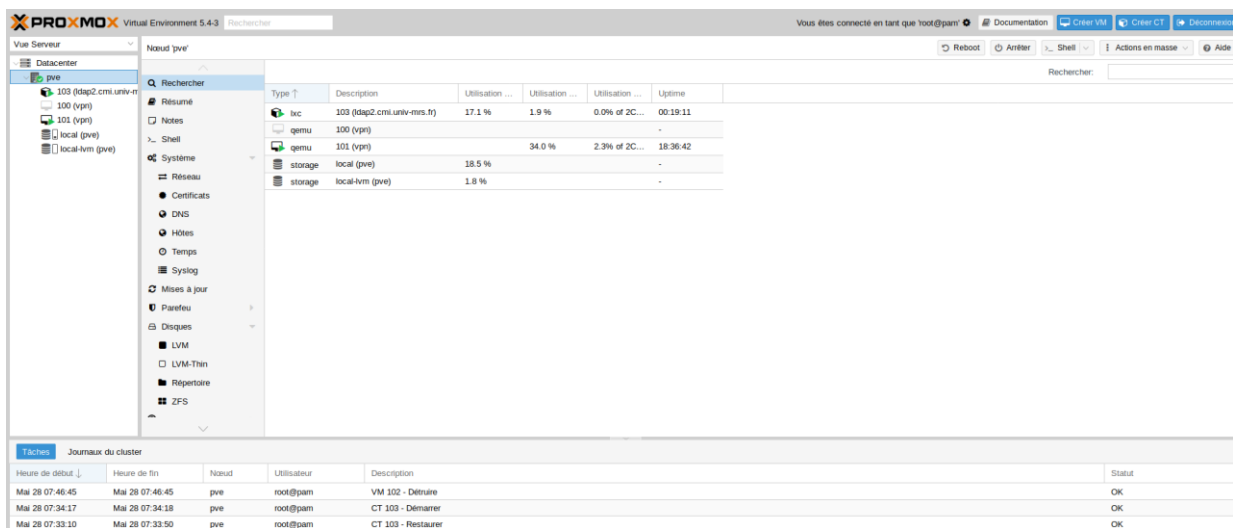 PROXMOX Virtual Environment 5.4-3 Rechercher Vous êtes connecté en tant que 'root@pam' Documentation Créer VM Créer CT Déconnexion
Vue Serveur
Nœud 'pve' Reboot Arrêter >_ Shell Actions en masse Aide
Datacenter
pve
103 (ldap2.cmi.univ-m
100 (vpn)
101 (vpn)
local (pve)
local-lvm (pve)
Rechercher
Résumé
Notes
>_ Shell
Système
Réseau
Certificats
DNS
Hôtes
Temps
Syslog
Mises à jour
Parefeu
Disques
LVM
LVM-Thin
Répertoire
ZFS
Rechercher:
Type ↑ Description Utilisation ... Utilisation ... Utilisation ... Uptime
lxc 103 (ldap2.cmi.univ-mrs.fr) 17.1 % 1.9 % 0.0% of 2C... 00:19:11
qemu 100 (vpn) -
qemu 101 (vpn) 34.0 % 2.3% of 2C... 18:36:42
storage local (pve) 18.5 % -
storage local-lvm (pve) 1.8 % -
Tâches Journaux du cluster
Heure de début ↓ Heure de fin Nœud Utilisateur Description Statut
Mai 28 07:46:45 Mai 28 07:46:45 pve root@pam VM 102 - Détruire OK
Mai 28 07:34:17 Mai 28 07:34:18 pve root@pam CT 103 - Démarrer OK
Mai 28 07:33:10 Mai 28 07:33:50 pve root@pam CT 103 - Restaurer OK